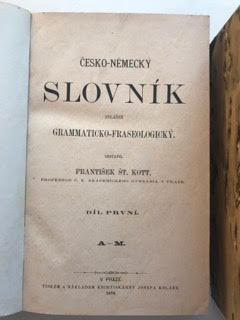 ČESKO-NĚMECKÝ
SLOVNÍK
ZVLÁŠTĚ
GRAMMATICKO-FRASEOLOGICKÝ.
SESTAVIL
FRANTIŠEK ŠT. KOTT,
PROFESSOR C. K. AKADEMICKÉHO GYMNASIA V PRAZE.
DÍL PRVNÍ.
A–M.
V PRAZE.
TISKEM A NÁKLADEM KNIHTISKÁRNY JOSEFA KOLÁŘE.
1878.